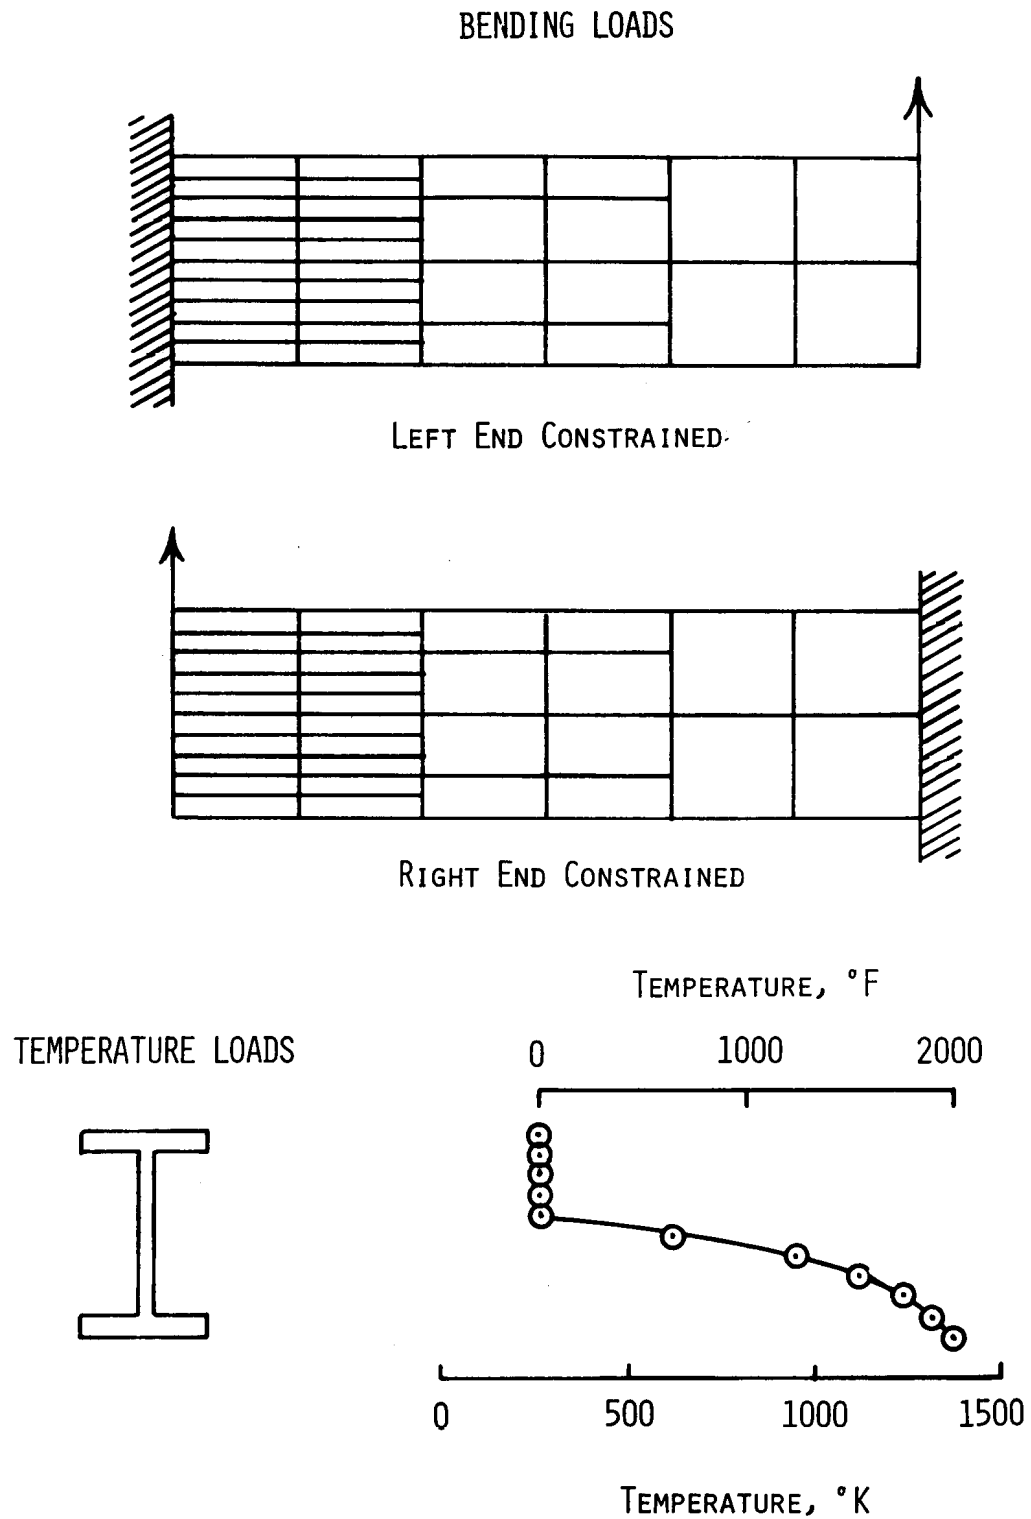 BENDING LOADS
LEFT END CONSTRAINED
RIGHT END CONSTRAINED
TEMPERATURE, °F
TEMPERATURE LOADS
0 1000 2000
0 500 1000 1500
TEMPERATURE, °K